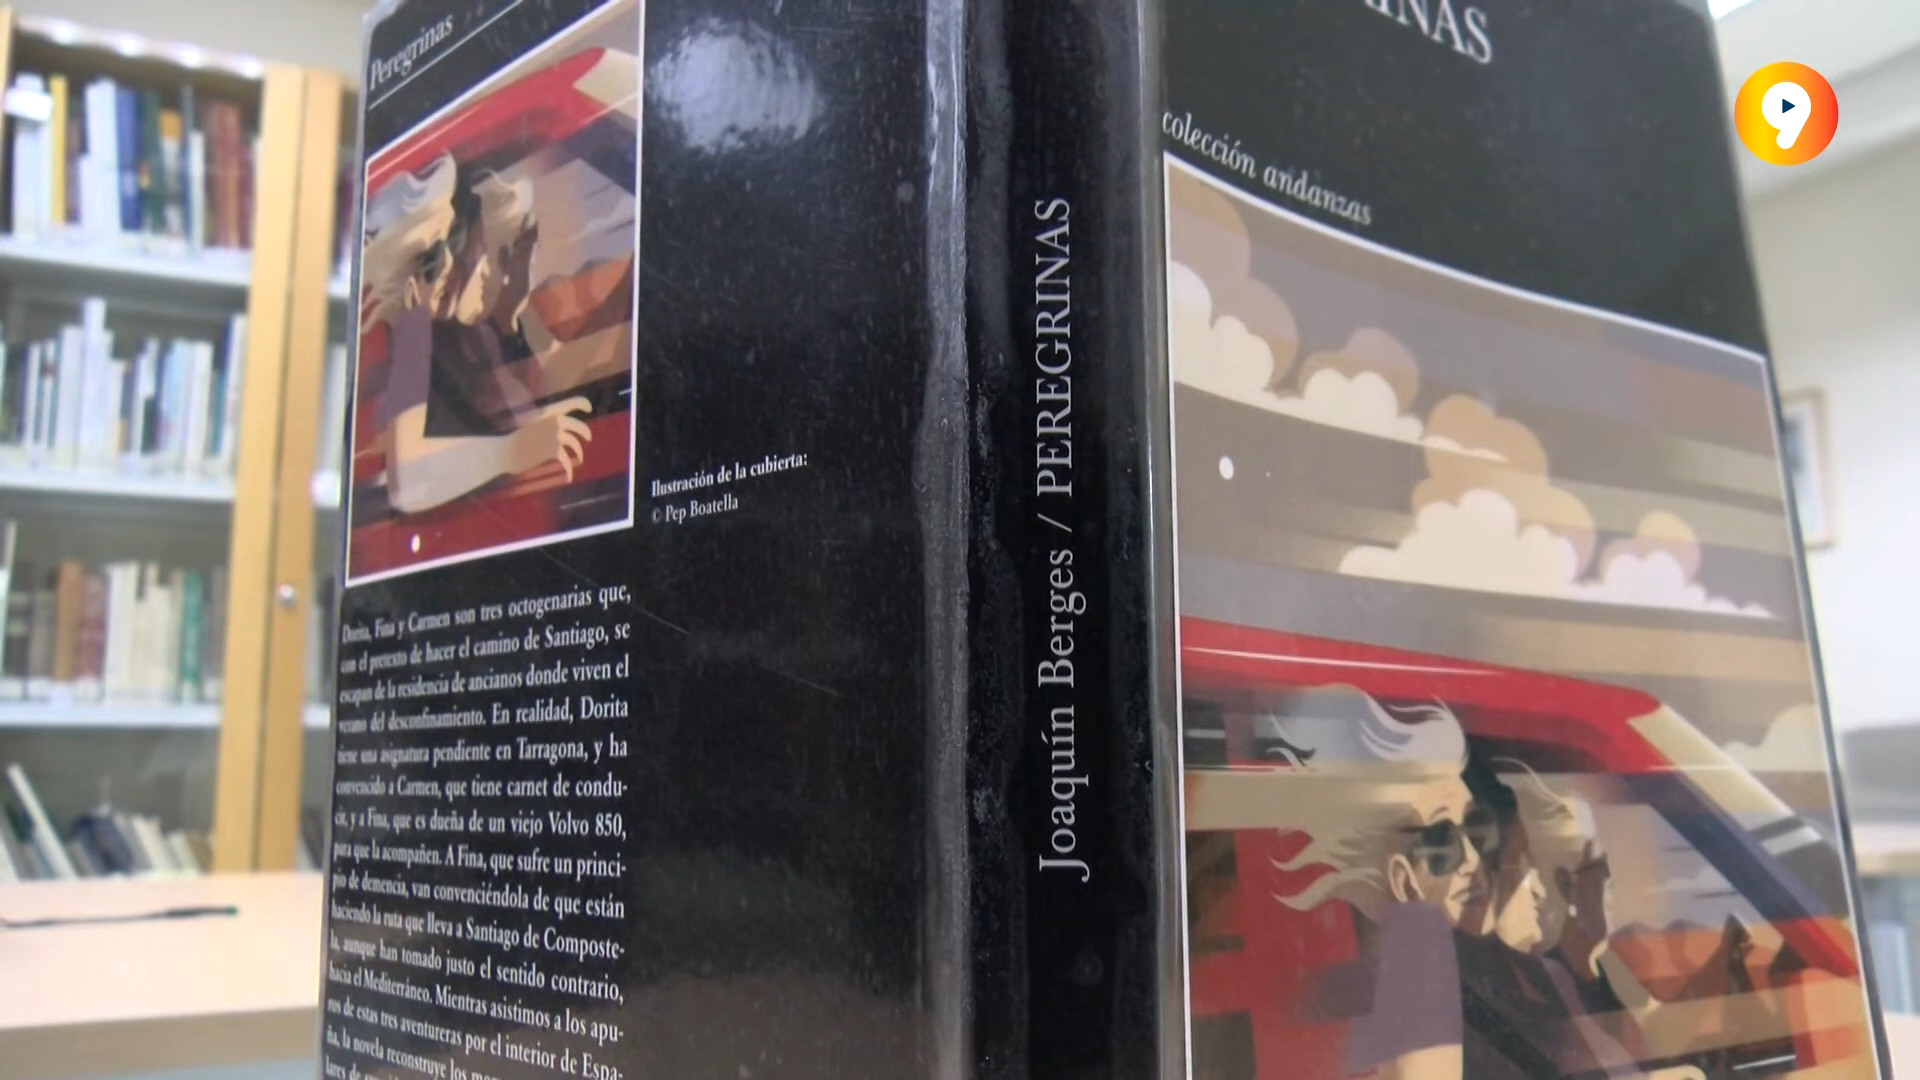 Peregrinas
Ilustración de la cubierta:
© Pep Boatella
Dorita, Fina y Carmen son tres octogenarias que,
con el pretexto de hacer el camino de Santiago, se
escapan de la residencia de ancianos donde viven el
verano del desconfinamiento. En realidad, Dorita
tiene una asignatura pendiente en Tarragona, y ha
convencido a Carmen, que tiene carnet de condu-
cir, y a Fina, que es dueña de un viejo Volvo 850,
para que la acompañen. A Fina, que sufre un princi-
pio de demencia, van convenciéndola de que están
haciendo la ruta que lleva a Santiago de Composte-
la, aunque han tomado justo el sentido contrario,
hacia el Mediterráneo. Mientras asistimos a los apu-
ros de estas tres aventureras por el interior de Espa-
ña, la novela reconstruye los
Joaquín Berges / PEREGRINAS
INAS
colección andanzas
9